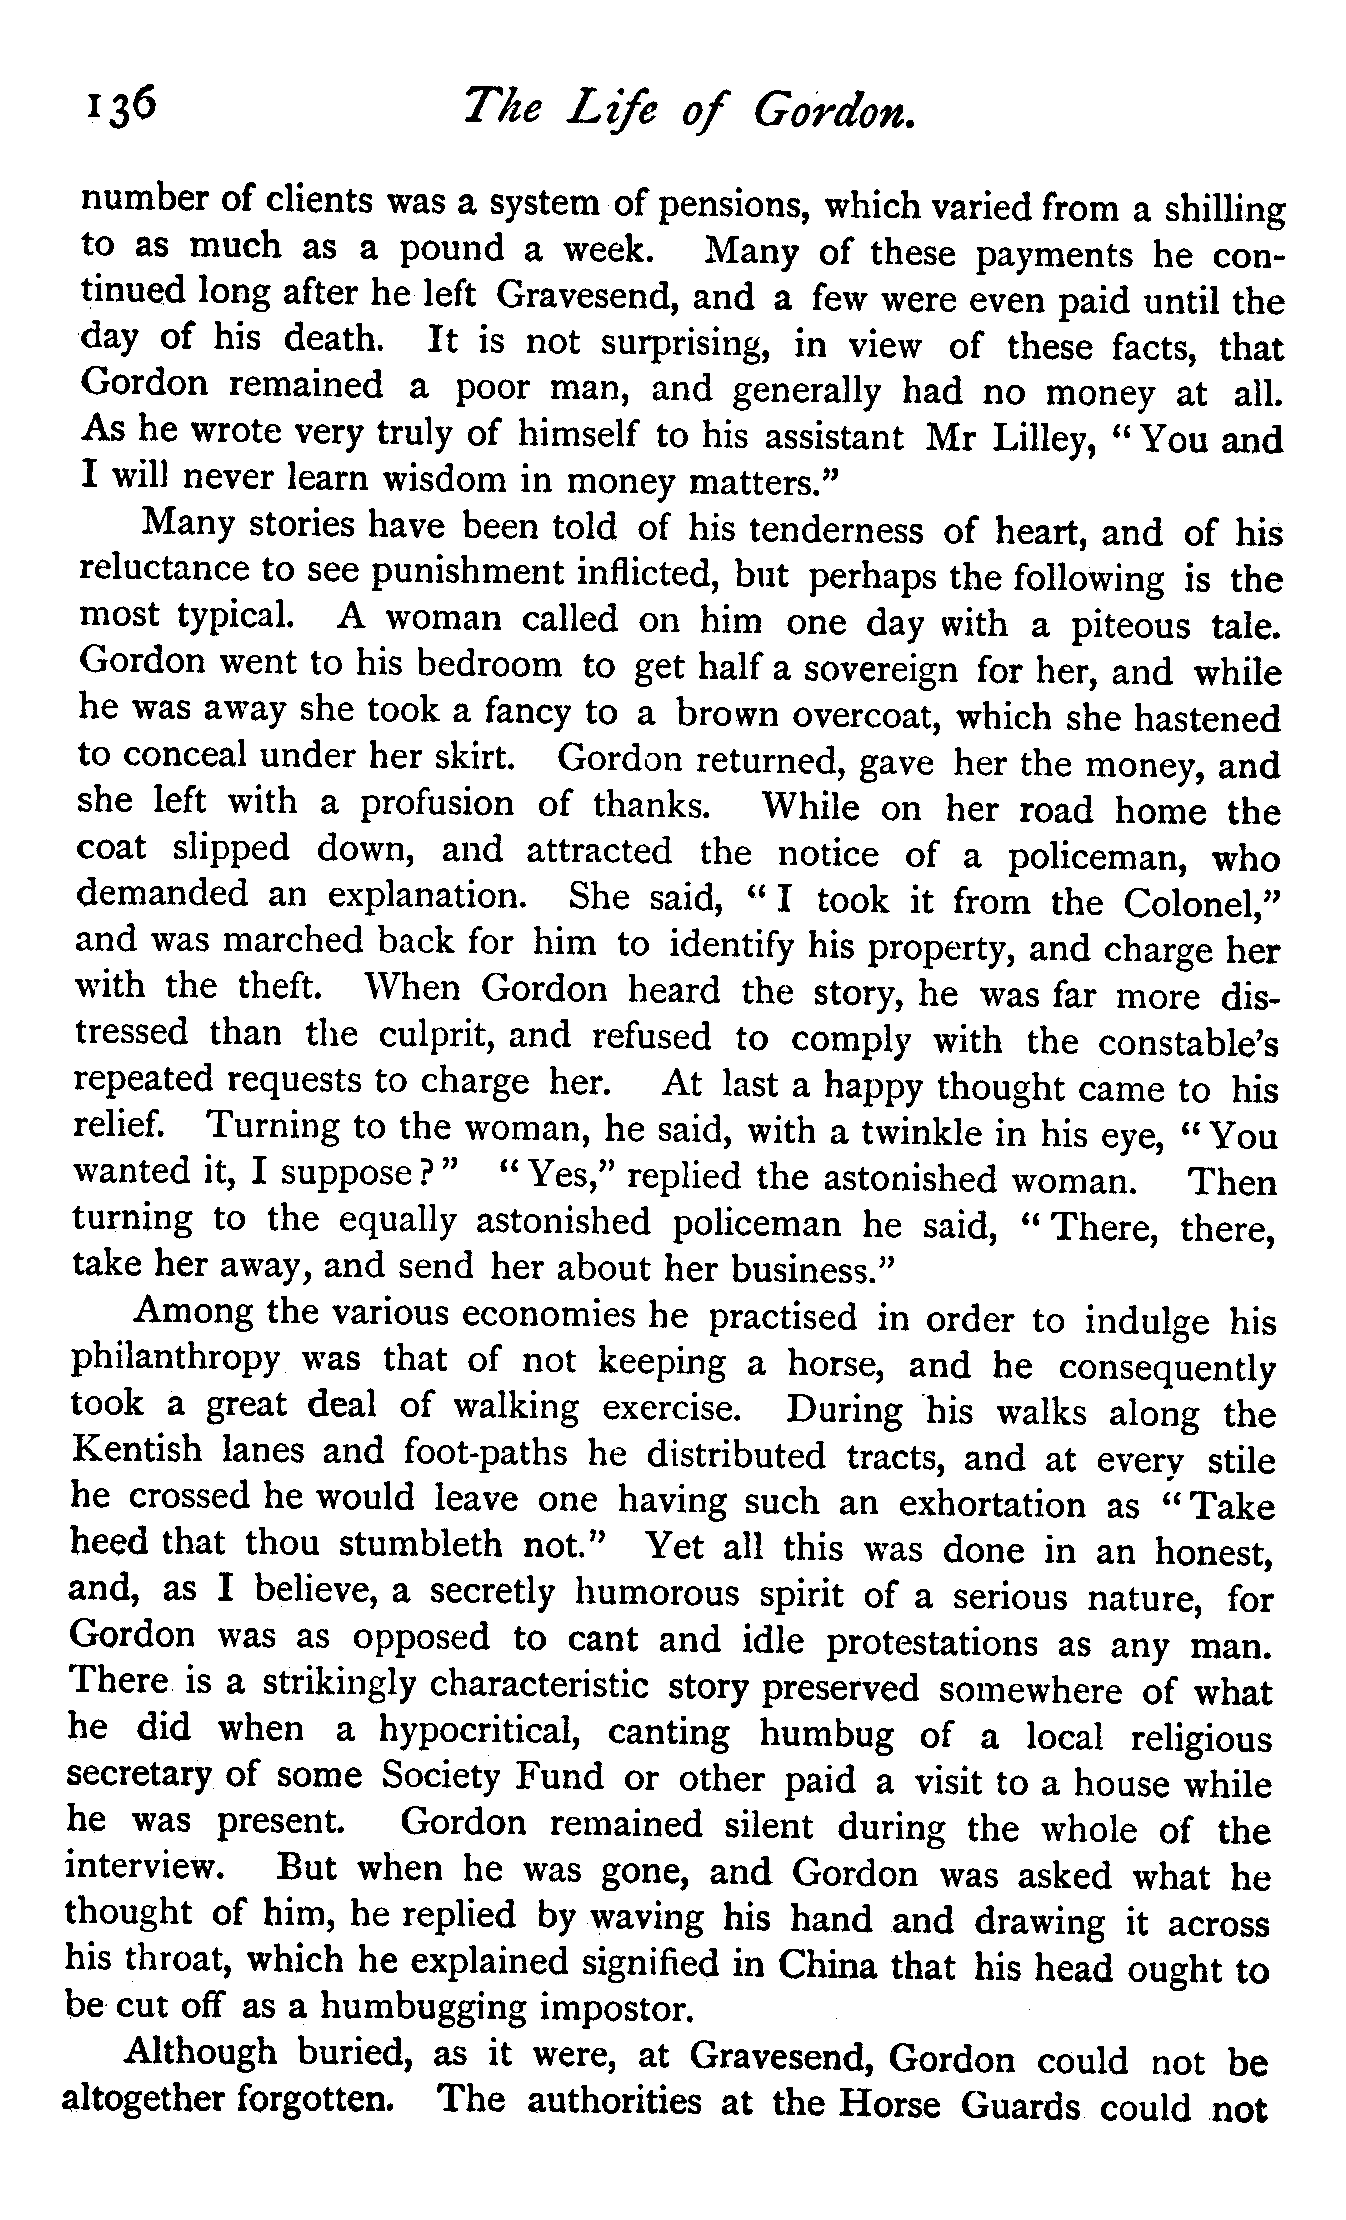 136 The Life of Gordon.
number of clients was a system of pensions, which varied from a shilling
to as much as a pound a week. Many of these payments he con-
tinued long after he left Gravesend, and a few were even paid until the
day of his death. It is not surprising, in view of these facts, that
Gordon remained a poor man, and generally had no money at all.
As he wrote very truly of himself to his assistant Mr Lilley, “You and
I will never learn wisdom in money matters.”
Many stories have been told of his tenderness of heart, and of his
reluctance to see punishment inflicted, but perhaps the following is the
most typical. A woman called on him one day with a piteous tale.
Gordon went to his bedroom to get half a sovereign for her, and while
he was away she took a fancy to a brown overcoat, which she hastened
to conceal under her skirt. Gordon returned, gave her the money, and
she left with a profusion of thanks. While on her road home the
coat slipped down, and attracted the notice of a policeman, who
demanded an explanation. She said, “I took it from the Colonel,”
and was marched back for him to identify his property, and charge her
with the theft. When Gordon heard the story, he was far more dis-
tressed than the culprit, and refused to comply with the constable’s
repeated requests to charge her. At last a happy thought came to his
relief. Turning to the woman, he said, with a twinkle in his eye, “You
wanted it, I suppose?” “Yes,” replied the astonished woman. Then
turning to the equally astonished policeman he said, “There, there,
take her away, and send her about her business.”
Among the various economies he practised in order to indulge his
philanthropy was that of not keeping a horse, and he consequently
took a great deal of walking exercise. During his walks along the
Kentish lanes and foot-paths he distributed tracts, and at every stile
he crossed he would leave one having such an exhortation as “Take
heed that thou stumbleth not.” Yet all this was done in an honest,
and, as I believe, a secretly humorous spirit of a serious nature, for
Gordon was as opposed to cant and idle protestations as any man.
There is a strikingly characteristic story preserved somewhere of what
he did when a hypocritical, canting humbug of a local religious
secretary of some Society Fund or other paid a visit to a house while
he was present. Gordon remained silent during the whole of the
interview. But when he was gone, and Gordon was asked what he
thought of him, he replied by waving his hand and drawing it across
his throat, which he explained signified in China that his head ought to
be cut off as a humbugging impostor.
Although buried, as it were, at Gravesend, Gordon could not be
altogether forgotten. The authorities at the Horse Guards could not